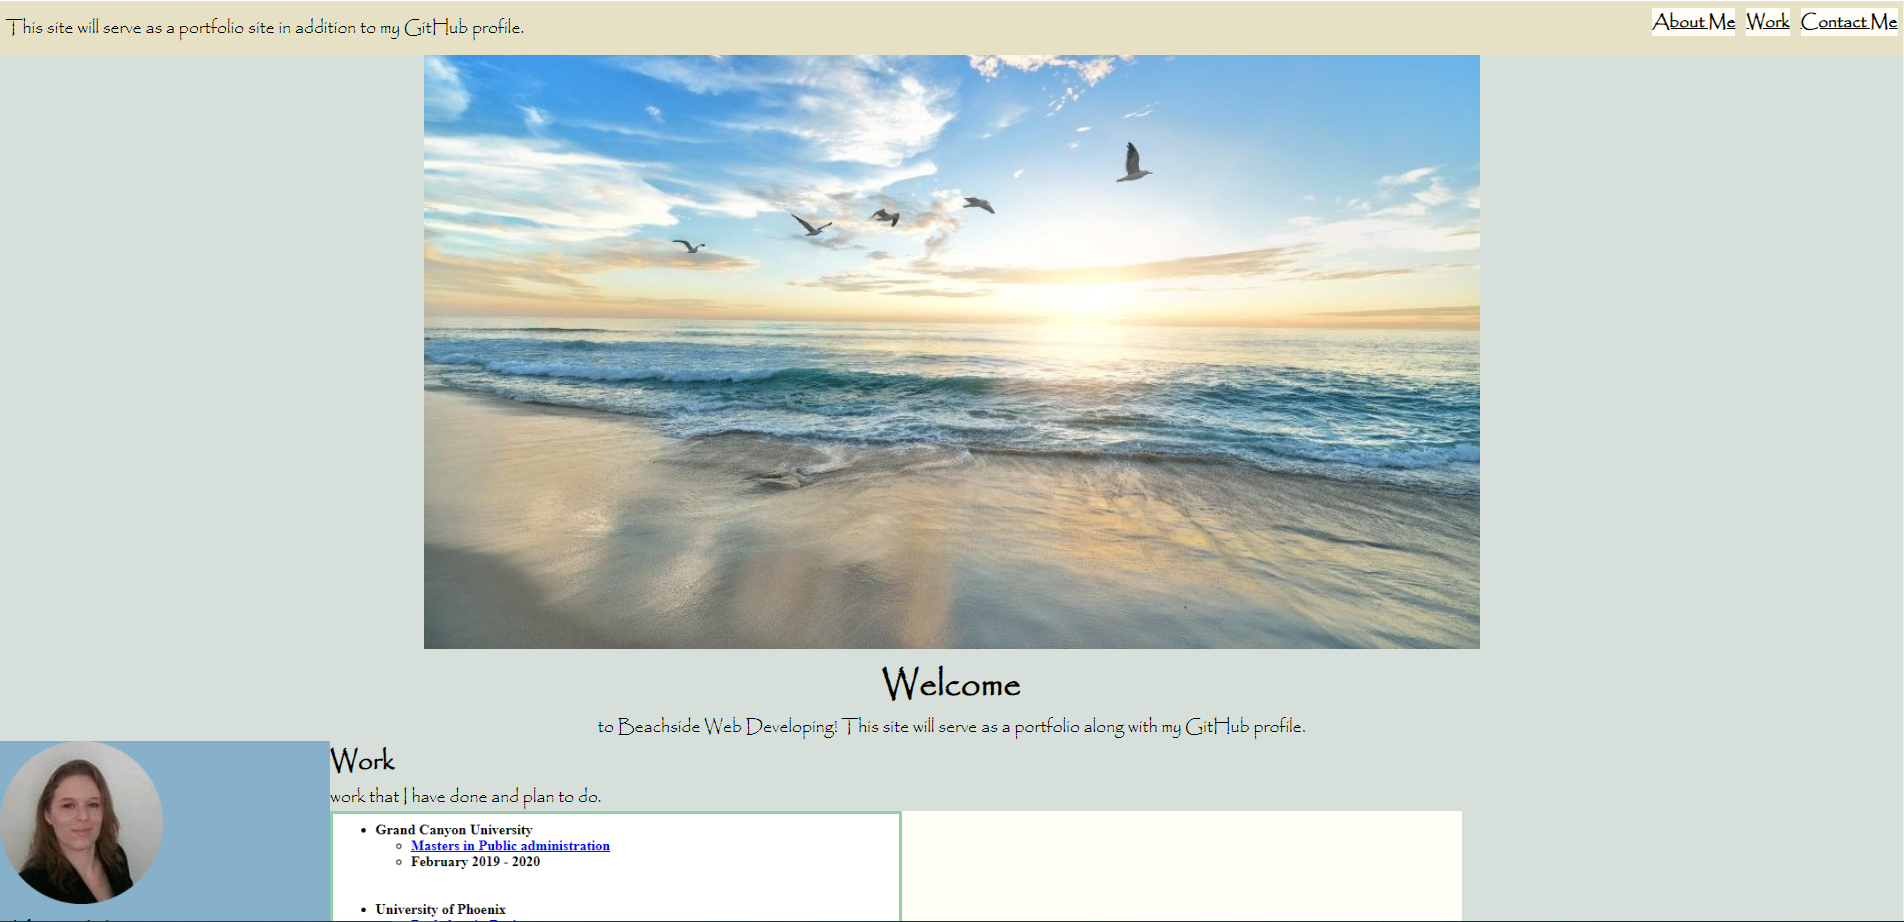 This site will serve as a portfolio site in addition to my GitHub profile.
About Me Work Contact Me
Welcome
to Beachside Web Developing! This site will serve as a portfolio along with my GitHub profile.
Work
work that I have done and plan to do.
Grand Canyon University
Masters in Public administration
February 2019 - 2020
University of Phoenix